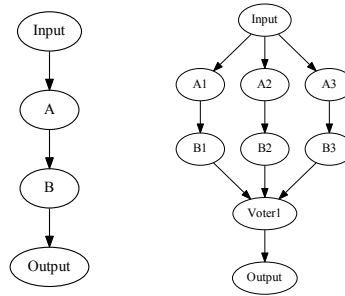 Input
A
B
Output
Input
A1 A2 A3
B1 B2 B3
Voter1
Output